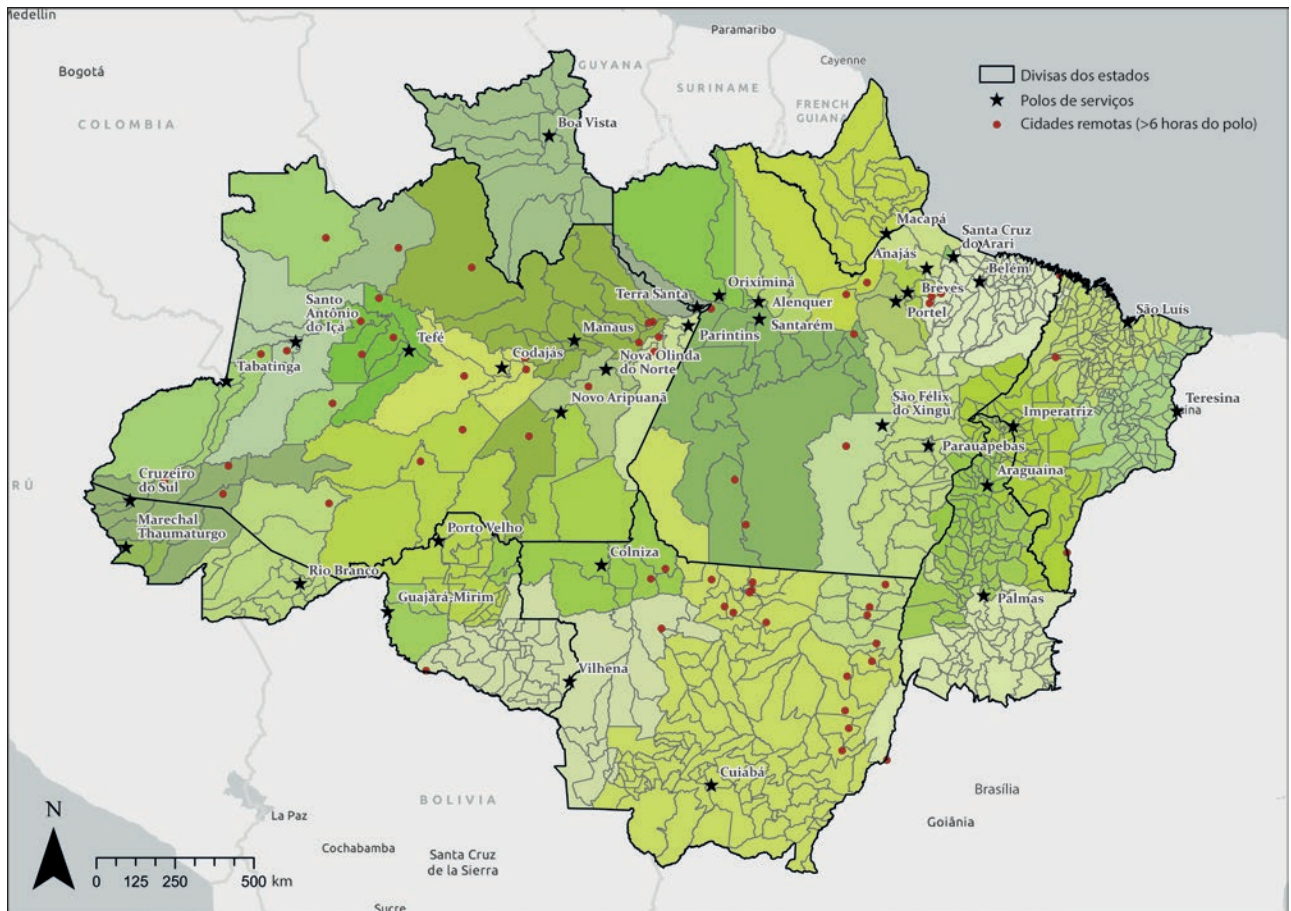 Medellin
Paramaribo
Cayenne
Bogotá
GUYANA
SURINAME
FRENCH
GUIANA
COLOMBIA
Divisas dos estados
Polos de serviços
Cidades remotas (>6 horas do polo)
Boa Vista
Macapá
Santa Cruz
do Arari
Anajás
Belém
Oriximiná
Breves
Terra Santa
Alenquer
Portel
São Luís
Santo
Antônio
do Içá
Manaus
Parintins
Santarém
Tefé
Codajás
Nova Olinda
do Norte
Tabatinga
Novo Aripuanã
São Félix
do Xingu
Teresina
ina
Imperatriz
Parauapebas
Cruzeiro
do Sul
Araguaína
RÚ
Marechal
Thaumaturgo
Porto Velho
Colniza
Rio Branco
Guajará-Mirim
Palmas
Vilhena
Cuiabá
Brasília
BOLIVIA
La Paz
Goiânia
N
Cochabamba
Santa Cruz
de la Sierra
0 125 250 500 km
Sucre